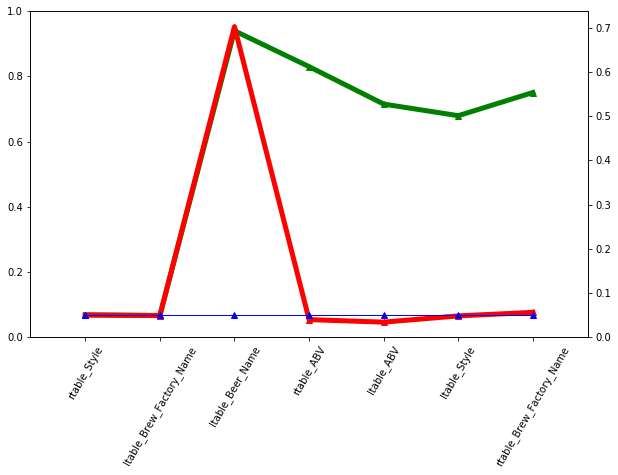 1.0
0.8
0.6
0.4
0.2
0.0
0.7
0.6
0.5
0.4
0.3
0.2
0.1
0.0
rtable_Style
ltable_Brew_Factory_Name
ltable_Beer_Name
rtable_ABV
ltable_ABV
ltable_Style
rtable_Brew_Factory_Name